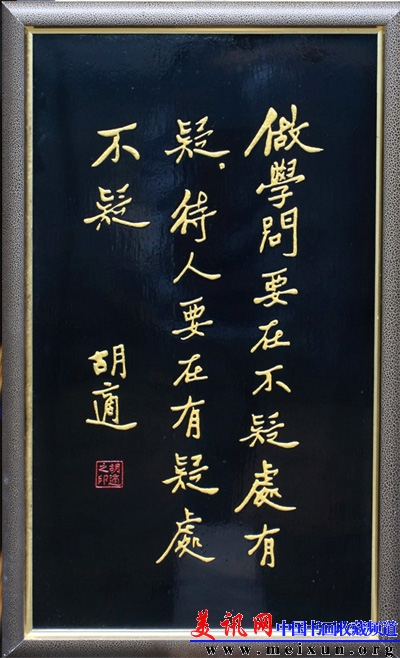 做學問要在不疑處有
疑，待人要在有疑處
不疑
胡適
胡適之印
美讯网 中国书画收藏频道
www.meixun.org